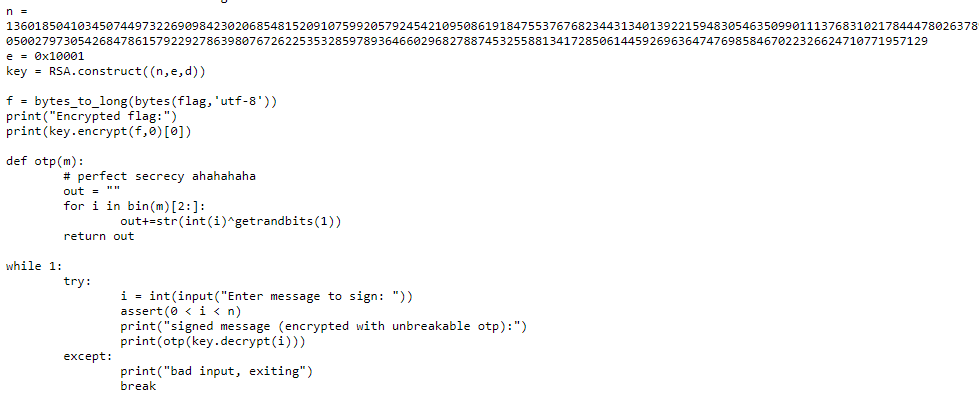 n =
136018504103450744973226909842302068548152091075992057924542109508619184755376768234431340139221594830546350990111376831021784447802637805002797305426847861579229278639807672622535328597893646602968278874532558813417285061445926963647476985846702232662471077195712 9
e = 0x10001
key = RSA.construct((n,e,d))
f = bytes_to_long(bytes(flag,'utf-8'))
print("Encrypted flag:")
print(key.encrypt(f,0)[0])
def otp(m):
# perfect secrecy ahahahaha
out = ""
for i in bin(m)[2:]:
out+=str(int(i)^getrandbits(1))
return out
while 1:
try:
i = int(input("Enter message to sign: "))
assert(0 < i < n)
print("signed message (encrypted with unbreakable otp):")
print(otp(key.decrypt(i)))
except:
print("bad input, exiting")
break